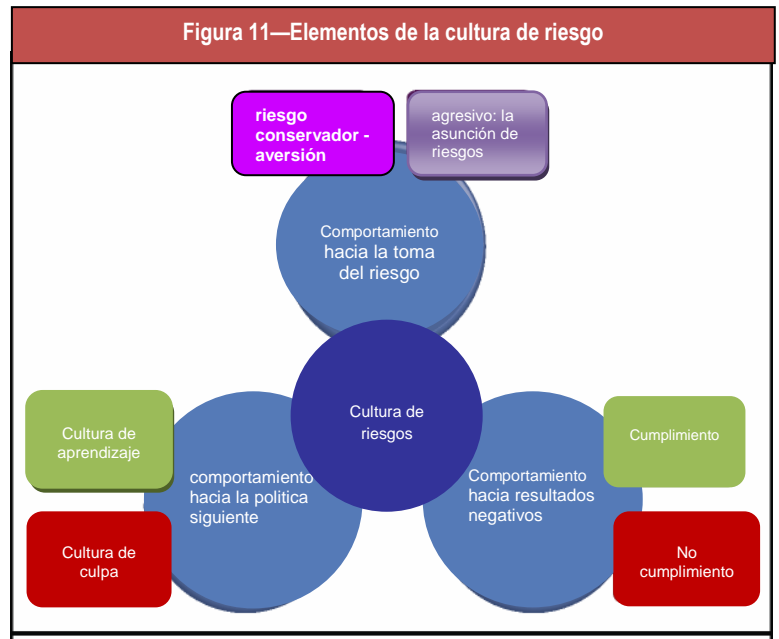 Figura 11—Elementos de la cultura de riesgo
riesgo
conservador -
aversión
agresivo: la
asunción de
riesgos
Comportamiento
hacia la toma
del riesgo
Cultura de
riesgos
Cultura de
aprendizaje
comportamiento
hacia la politica
siguiente
Cultura de
culpa
Comportamiento
hacia resultados
negativos
Cumplimiento
No
cumplimiento